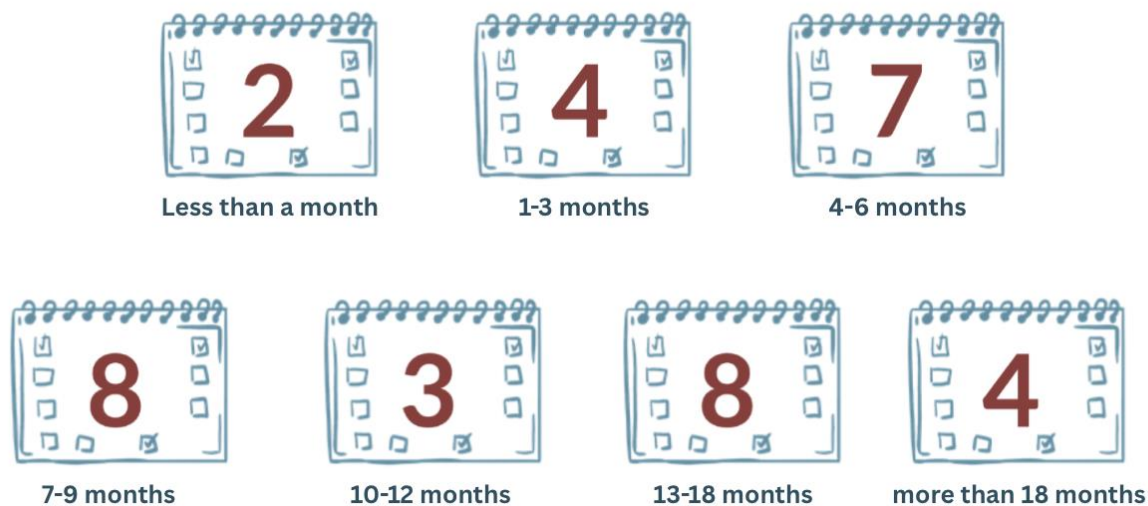 2 4 7
Less than a month 1-3 months 4-6 months
8 3 8 4
7-9 months 10-12 months 13-18 months more than 18 months